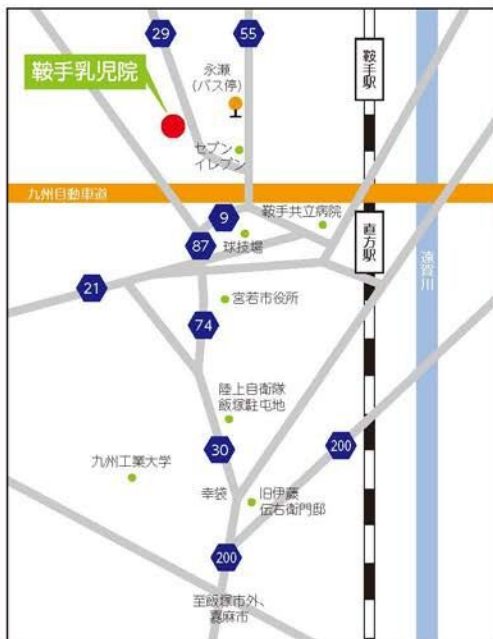 29
55
鞍手乳児院
永瀬
(バス停)
鞍手駅
セブン
イレブン
九州自動車道
9
鞍手共立病院
直方駅
87
球技場
遠賀川
21
宮若市役所
74
陸上自衛隊
飯塚駐屯地
200
30
九州工業大学
幸袋
旧伊藤
伝右衛門邸
200
至飯塚市外、
嘉麻市